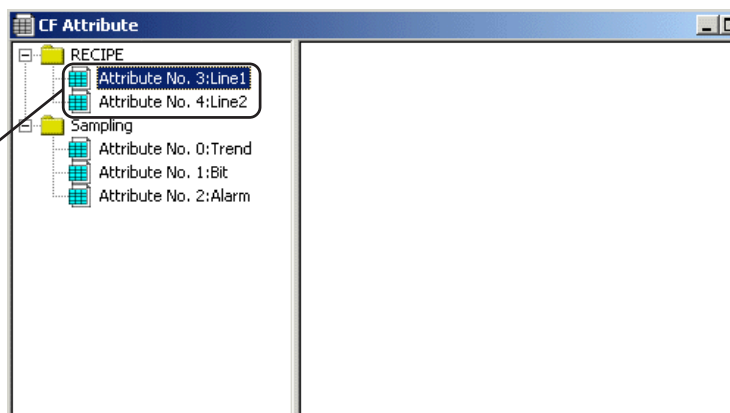 CF Attribute
RECIPE
Attribute No. 3:Line1
Attribute No. 4:Line2
Sampling
Attribute No. 0:Trend
Attribute No. 1:Bit
Attribute No. 2:Alarm